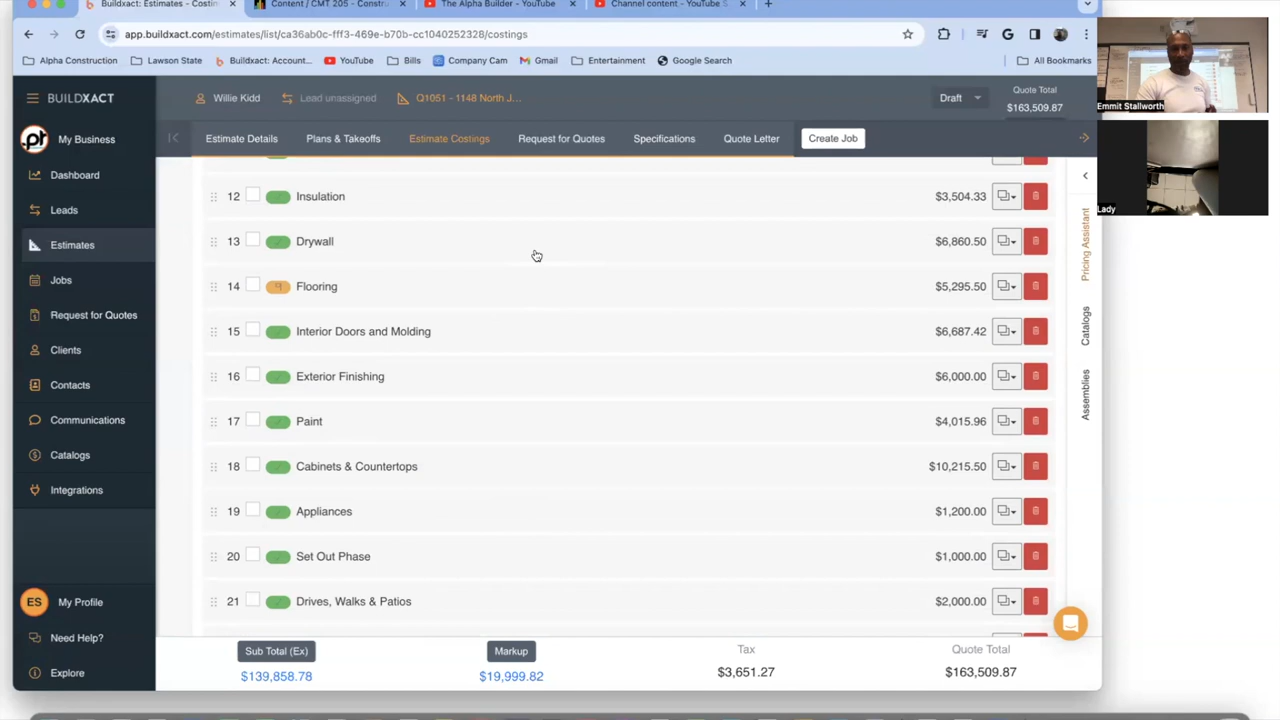 Buildxact: Estimates - Costin
Content / CMT 205 - Constru
The Alpha Builder - YouTube
Channel content - YouTube S
app.buildxact.com/estimates/list/ca36ab0c-fff3-469e-b70b-cc1040252328/costings
Alpha Construction
Lawson State
Buildxact: Account...
YouTube
Bills
Company Cam
Gmail
Entertainment
Google Search
All Bookmarks
BUILDXACT
Willie Kidd
Lead unassigned
Q1051 - 1148 North J...
Draft
Quote Total
$163,509.87
My Business
Estimate Details
Plans & Takeoffs
Estimate Costings
Request for Quotes
Specifications
Quote Letter
Create Job
Dashboard
Leads
Estimates
Jobs
Request for Quotes
Clients
Contacts
Communications
Catalogs
Integrations
ES My Profile
Need Help?
Explore
12 Insulation $3,504.33
13 Drywall $6,860.50
14 Flooring $5,295.50
15 Interior Doors and Molding $6,687.42
16 Exterior Finishing $6,000.00
17 Paint $4,015.96
18 Cabinets & Countertops $10,215.50
19 Appliances $1,200.00
20 Set Out Phase $1,000.00
21 Drives, Walks & Patios $2,000.00
Pricing Assistant
Catalogs
Assemblies
Sub Total (Ex)
$139,858.78
Markup
$19,999.82
Tax
$3,651.27
Quote Total
$163,509.87
Emmit Stallworth
Lady